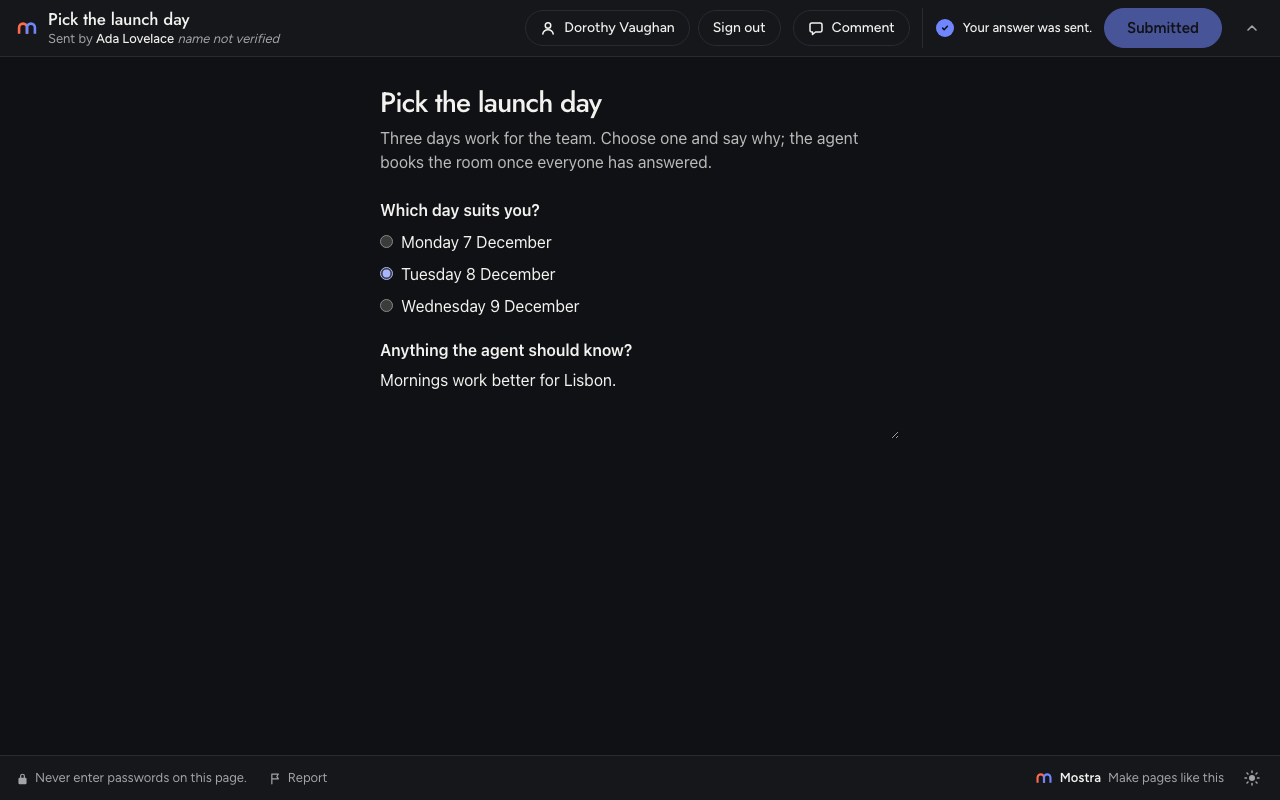 Pick the launch day
Sent by Ada Lovelace name not verified
Dorothy Vaughan
Sign out
Comment
Your answer was sent.
Submitted
Pick the launch day
Three days work for the team. Choose one and say why; the agent
books the room once everyone has answered.
Which day suits you?
Monday 7 December
Tuesday 8 December
Wednesday 9 December
Anything the agent should know?
Mornings work better for Lisbon.
Never enter passwords on this page.
Report
Mostra Make pages like this